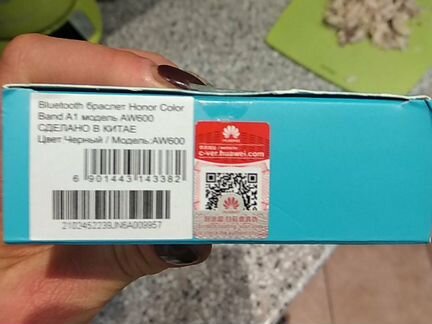 Bluetooth браслет Honor Color
Band A1 модель AW600
СДЕЛАНО В КИТАЕ
Цвет Черный / Модель:AW600
6 901443 143382
HUAWEI
c-ver.huawei.com